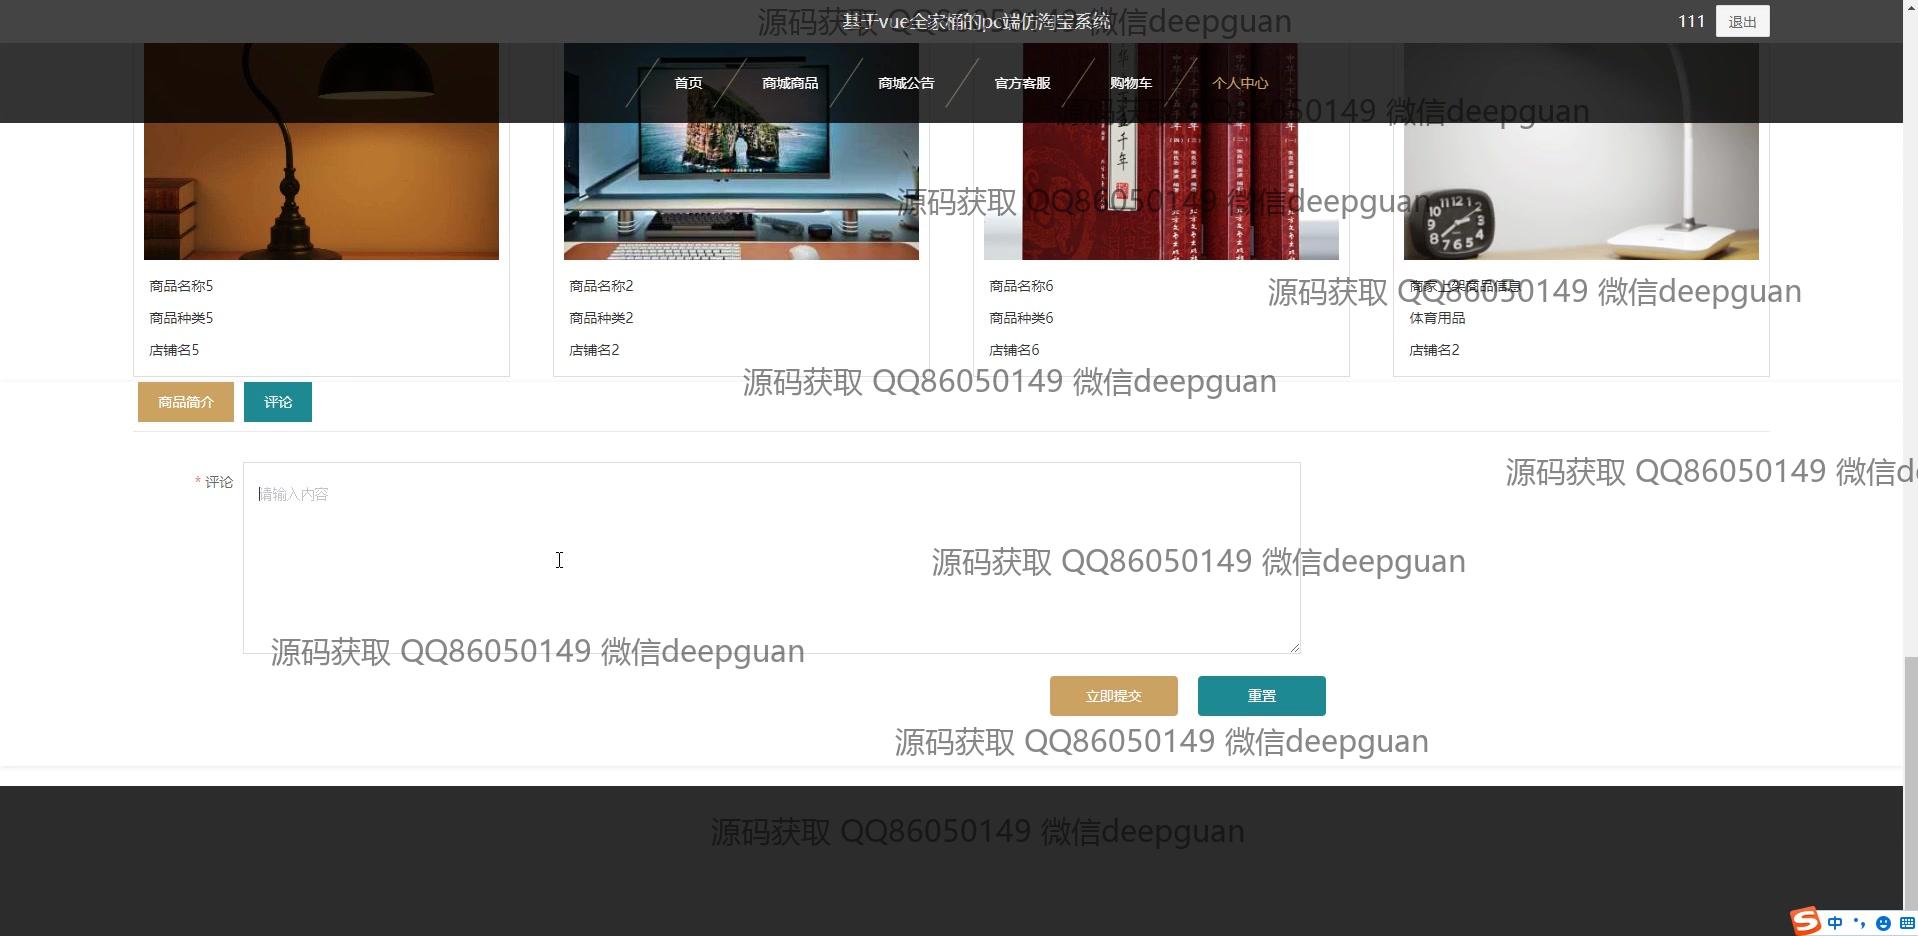 基于vue全家桶的pc端仿淘宝系统
源码获取 QQ86050149 微信deepguan
111
退出
首页
商城商品
商城公告
官方客服
购物车
个人中心
源码获取 QQ86050149 微信deepguan
源码获取 QQ86050149 微信deepguan
商品名称5
商品名称2
商品名称6
商家上架商品信息
源码获取 QQ86050149 微信deepguan
商品种类5
商品种类2
商品种类6
体育用品
店铺名5
店铺名2
店铺名6
店铺名2
源码获取 QQ86050149 微信deepguan
商品简介
评论
源码获取 QQ86050149 微信d
* 评论
请输入内容
源码获取 QQ86050149 微信deepguan
源码获取 QQ86050149 微信deepguan
立即提交
重置
源码获取 QQ86050149 微信deepguan
源码获取 QQ86050149 微信deepguan
中